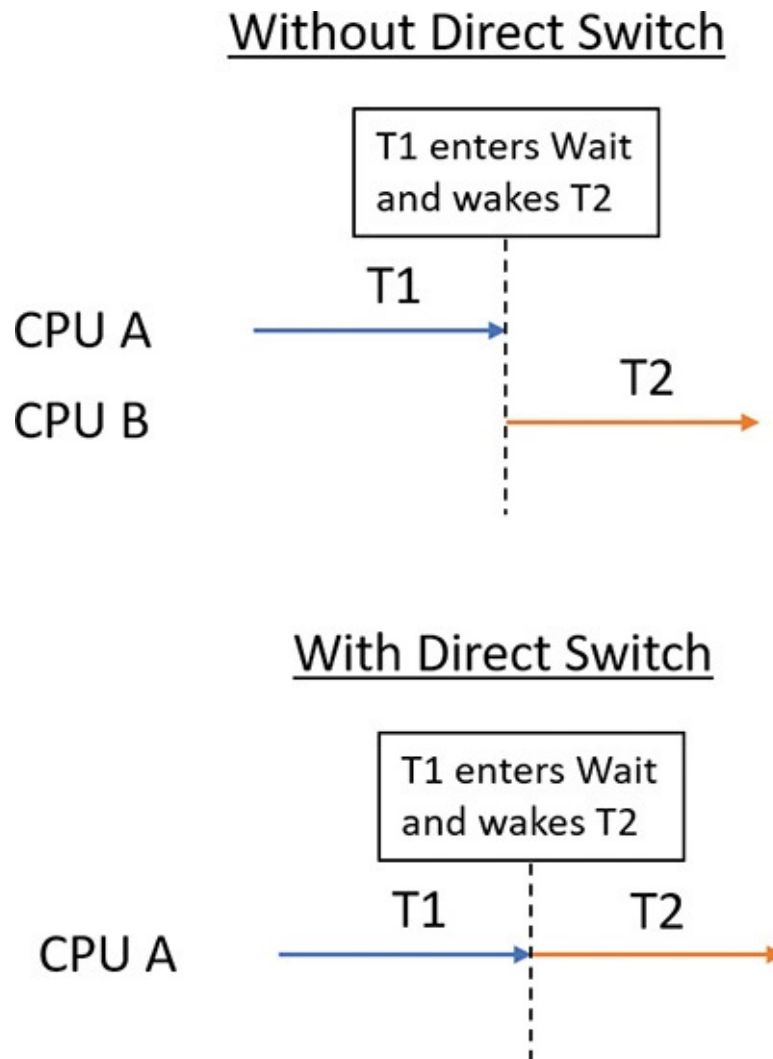 Without Direct Switch
T1 enters Wait
and wakes T2
T1
CPU A
T2
CPU B
With Direct Switch
T1 enters Wait
and wakes T2
T1 T2
CPU A